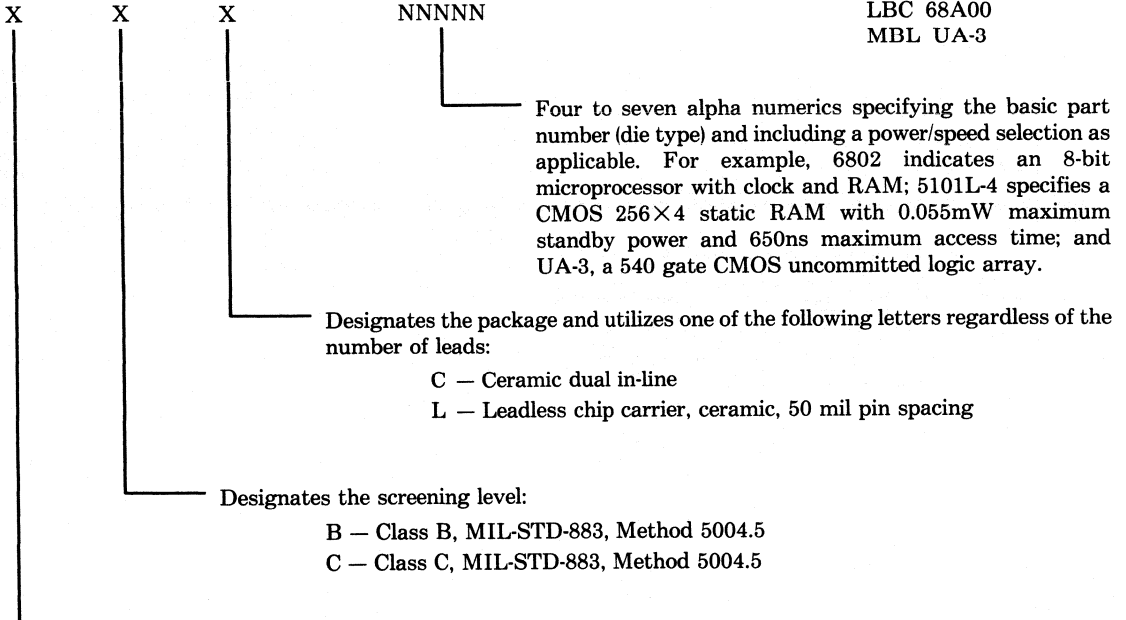 X X X NNNNN LBC 68A00
MBL UA-3
Four to seven alpha numerics specifying the basic part
number (die type) and including a power/speed selection as
applicable. For example, 6802 indicates an 8-bit
microprocessor with clock and RAM; 5101L-4 specifies a
CMOS 256×4 static RAM with 0.055mW maximum
standby power and 650ns maximum access time; and
UA-3, a 540 gate CMOS uncommitted logic array.
Designates the package and utilizes one of the following letters regardless of the
number of leads:
C — Ceramic dual in-line
L — Leadless chip carrier, ceramic, 50 mil pin spacing
Designates the screening level:
B — Class B, MIL-STD-883, Method 5004.5
C — Class C, MIL-STD-883, Method 5004.5